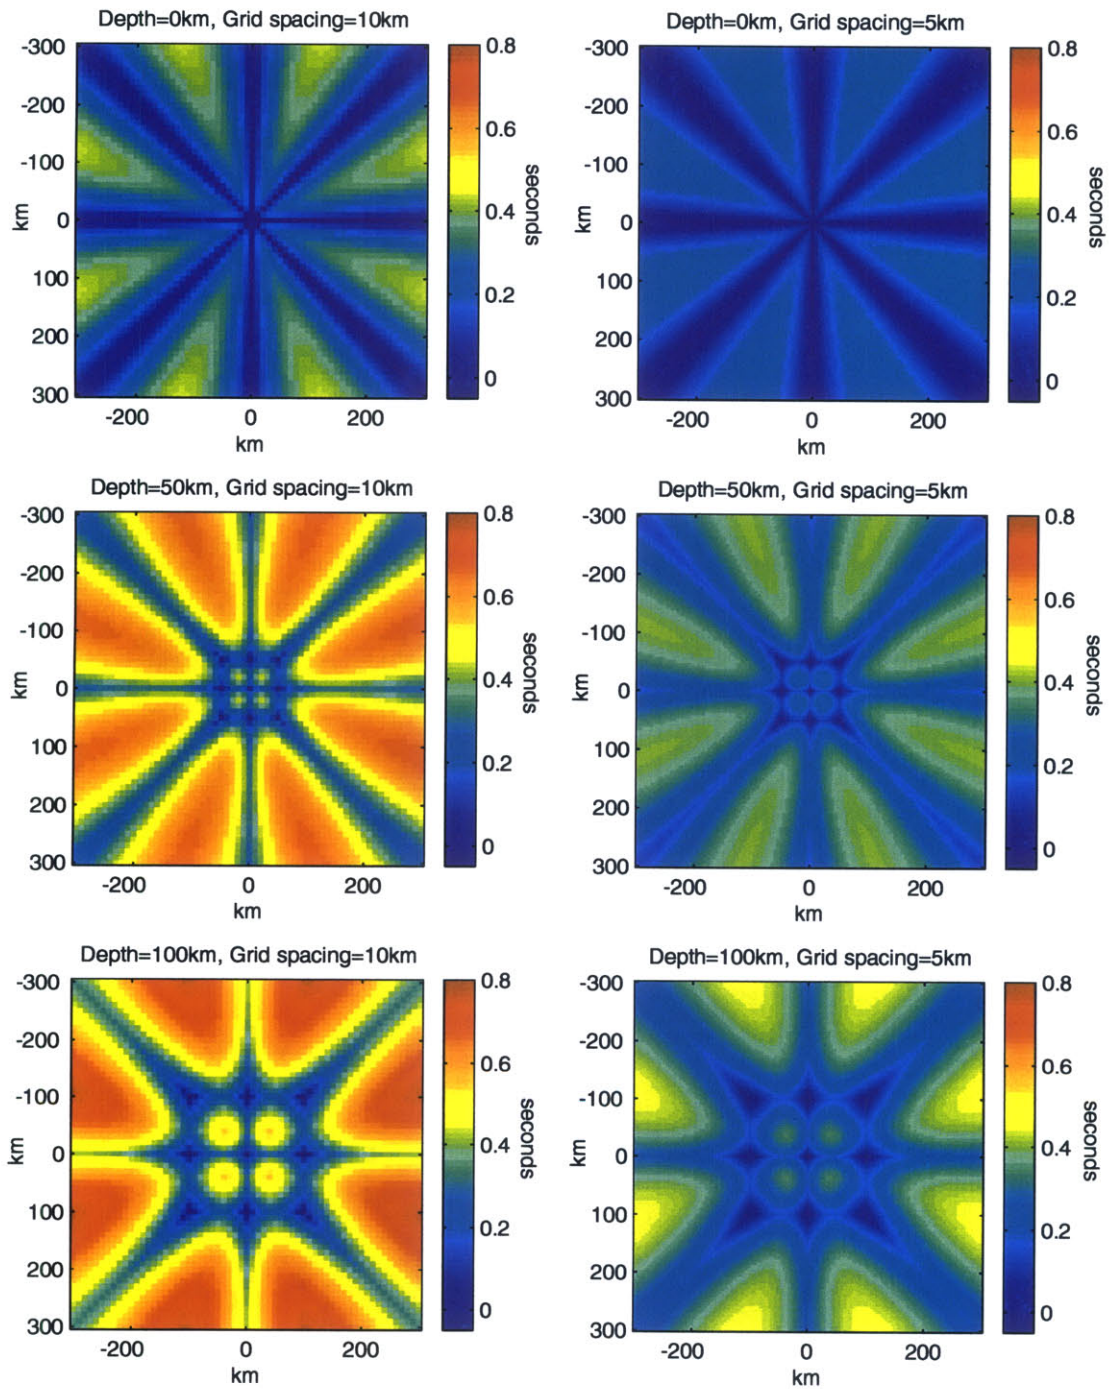 Depth=0km, Grid spacing=10km
-300
-200
-100
0
100
200
300
km
-200 0 200
km
0.8
0.6
0.4
0.2
0
seconds
Depth=0km, Grid spacing=5km
-300
-200
-100
0
100
200
300
km
-200 0 200
km
0.8
0.6
0.4
0.2
0
seconds
Depth=50km, Grid spacing=10km
-300
-200
-100
0
100
200
300
km
-200 0 200
km
0.8
0.6
0.4
0.2
0
seconds
Depth=50km, Grid spacing=5km
-300
-200
-100
0
100
200
300
km
-200 0 200
km
0.8
0.6
0.4
0.2
0
seconds
Depth=100km, Grid spacing=10km
-300
-200
-100
0
100
200
300
km
-200 0 200
km
0.8
0.6
0.4
0.2
0
seconds
Depth=100km, Grid spacing=5km
-300
-200
-100
0
100
200
300
km
-200 0 200
km
0.8
0.6
0.4
0.2
0
seconds